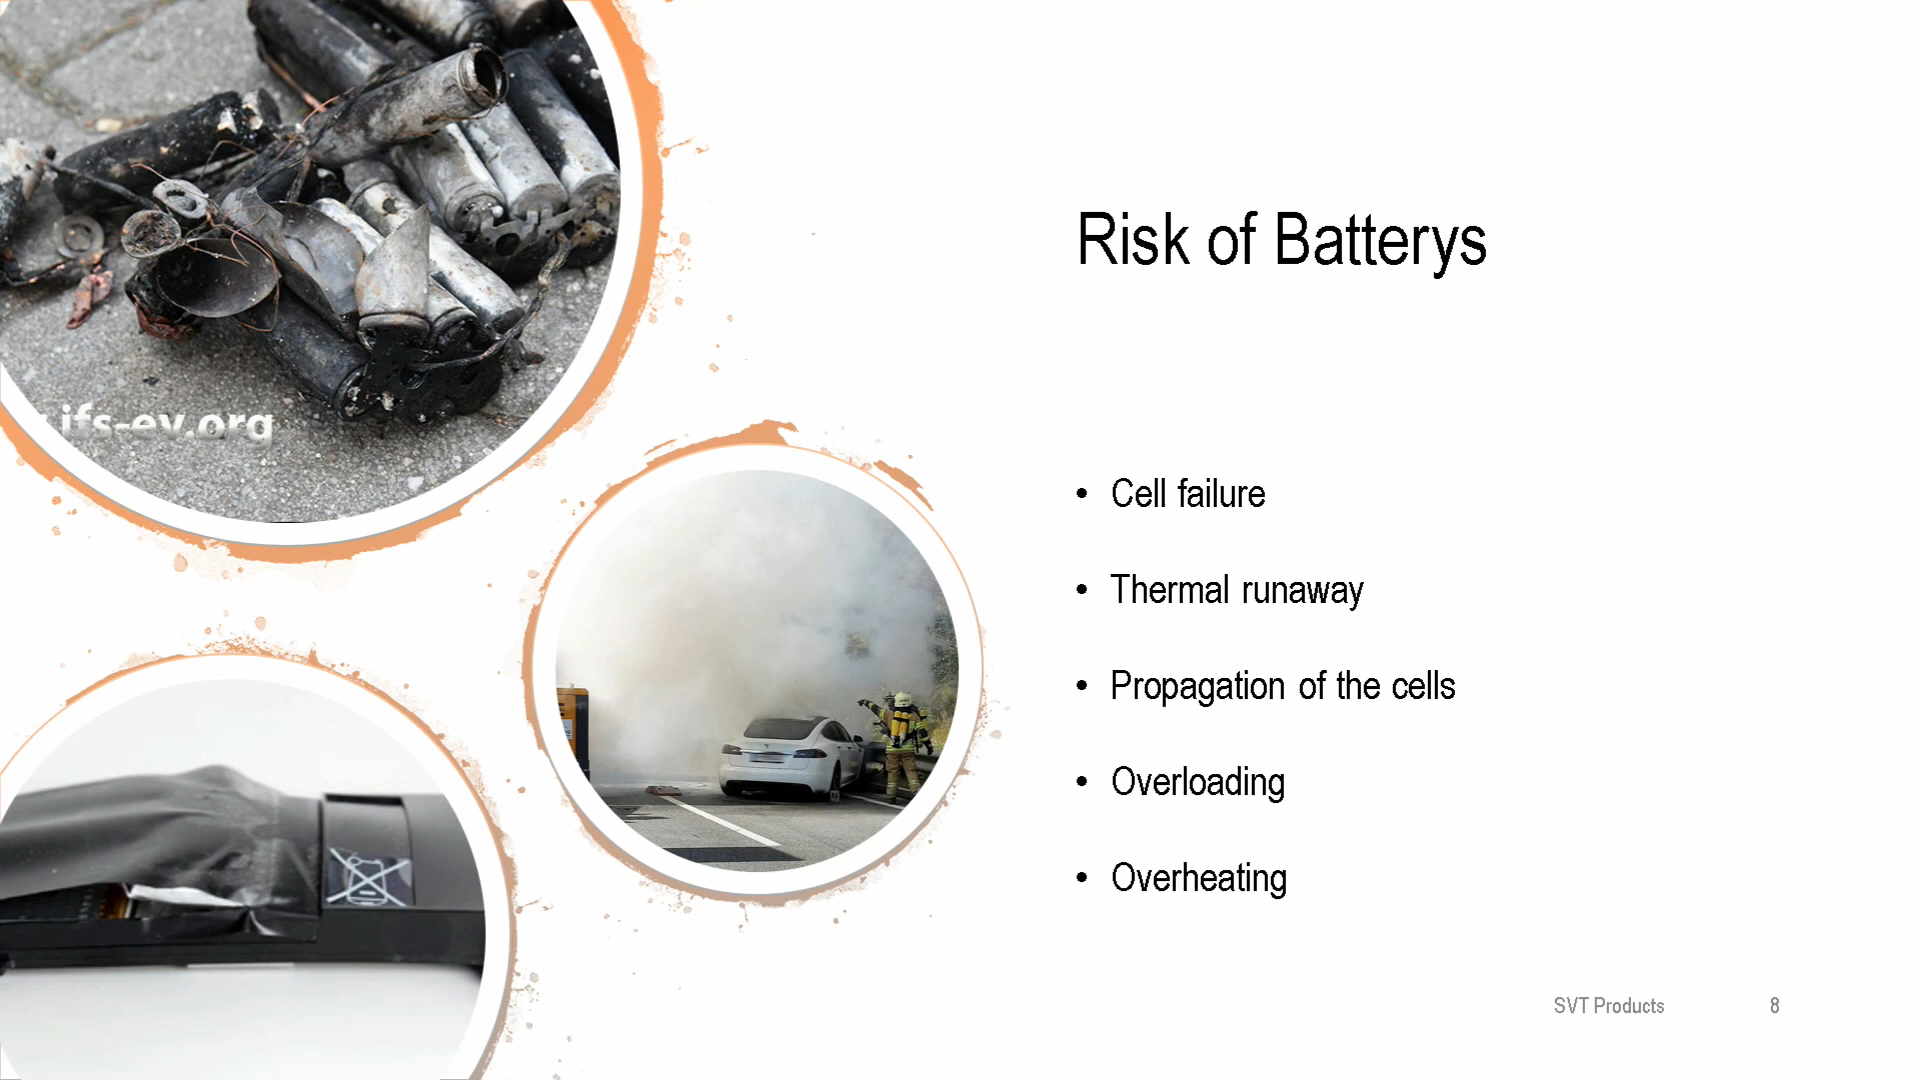 ifs-ev.org
Risk of Batterys
• Cell failure
• Thermal runaway
• Propagation of the cells
• Overloading
• Overheating
SVT Products
8